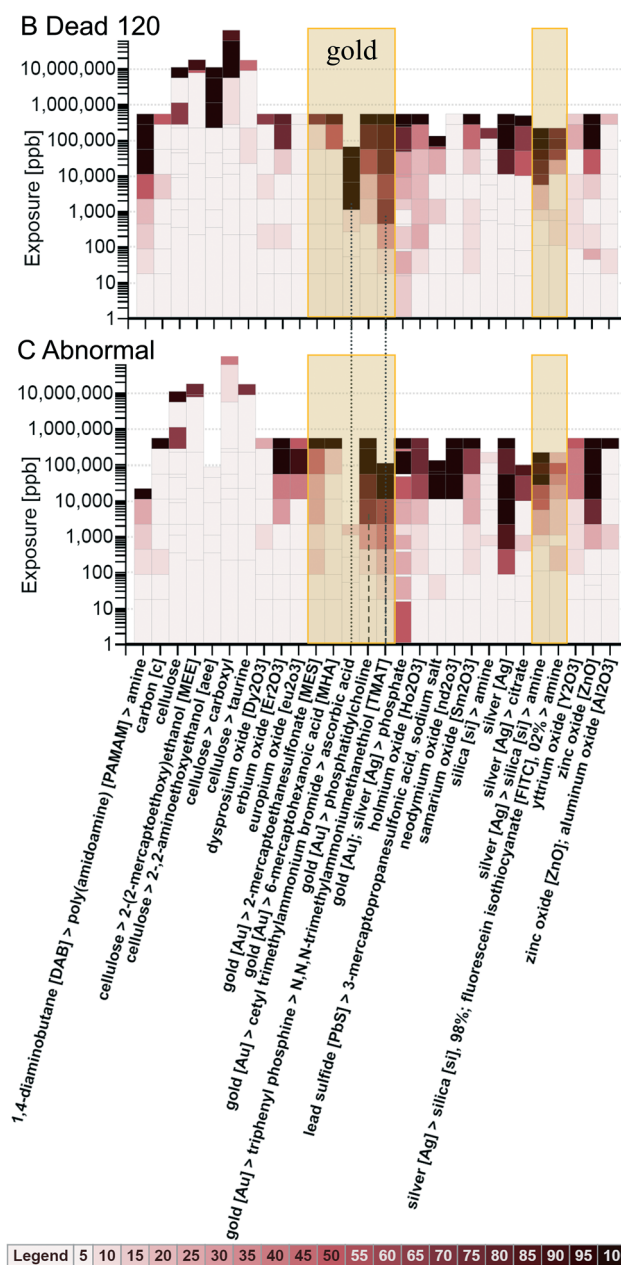 B Dead 120
gold
Exposure [ppb]
10,000,000
1,000,000
100,000
10,000
1,000
100
10
1
C Abnormal
Exposure [ppb]
10,000,000
1,000,000
100,000
10,000
1,000
100
10
1
1,4-diaminobutane [DAB] > poly(amidoamine) [PAMAM] > amine
carbon [c]
cellulose
cellulose > 2-(2-mercaptoethoxy)ethanol [MEE]
cellulose > 2-,2-aminoethoxyethanol [aee]
cellulose > carboxyl
cellulose > taurine
dysprosium oxide [Dy2O3]
erbium oxide [Er2O3]
europium oxide [eu2o3]
gold [Au] > 2-mercaptoethanesulfonate [MES]
gold [Au] > 6-mercaptohexanoic acid [MHA]
gold [Au] > cetyl trimethylammonium bromide > ascorbic acid
gold [Au] > phosphatidylcholine
gold [Au] > triphenyl phosphine > N,N,N-trimethylammoniumethanethiol [TMAT]
gold [Au]; silver [Ag] > phosphate
holmium oxide [Ho2O3]
lead sulfide [PbS] > 3-mercaptopropanesulfonic acid, sodium salt
neodymium oxide [nd2o3]
samarium oxide [Sm2O3]
silica [si] > amine
silver [Ag]
silver [Ag] > citrate
silver [Ag] > silica [si] > amine
silver [Ag] > silica [si], 98%; fluorescein isothiocyanate [FITC], 02% > amine
yttrium oxide [Y2O3]
zinc oxide [ZnO]
zinc oxide [ZnO]; aluminum oxide [Al2O3]
Legend 5 10 15 20 25 30 35 40 45 50 55 60 65 70 75 80 85 90 95 10